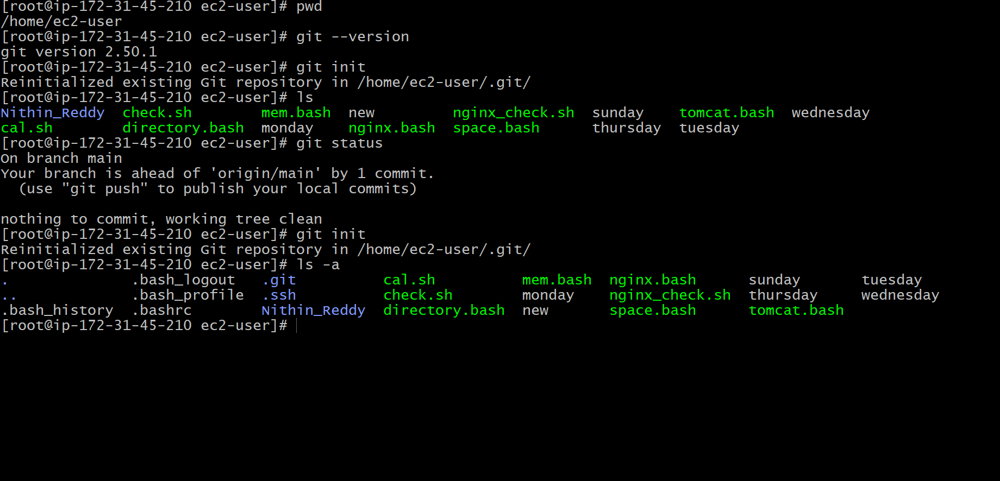 [root@ip-172-31-45-210 ec2-user]# pwd
/home/ec2-user
[root@ip-172-31-45-210 ec2-user]# git --version
git version 2.50.1
[root@ip-172-31-45-210 ec2-user]# git init
Reinitialized existing Git repository in /home/ec2-user/.git/
[root@ip-172-31-45-210 ec2-user]# ls
Nithin_Reddy  check.sh        mem.bash  new         nginx_check.sh  sunday    tomcat.bash  wednesday
cal.sh        directory.bash  monday    nginx.bash  space.bash      thursday  tuesday
[root@ip-172-31-45-210 ec2-user]# git status
On branch main
Your branch is ahead of 'origin/main' by 1 commit.
  (use "git push" to publish your local commits)

nothing to commit, working tree clean
[root@ip-172-31-45-210 ec2-user]# git init
Reinitialized existing Git repository in /home/ec2-user/.git/
[root@ip-172-31-45-210 ec2-user]# ls -a
.              .bash_logout   .git          cal.sh          mem.bash  nginx.bash      sunday       tuesday
..             .bash_profile  .ssh          check.sh        monday    nginx_check.sh  thursday     wednesday
.bash_history  .bashrc        Nithin_Reddy  directory.bash  new       space.bash      tomcat.bash
[root@ip-172-31-45-210 ec2-user]#